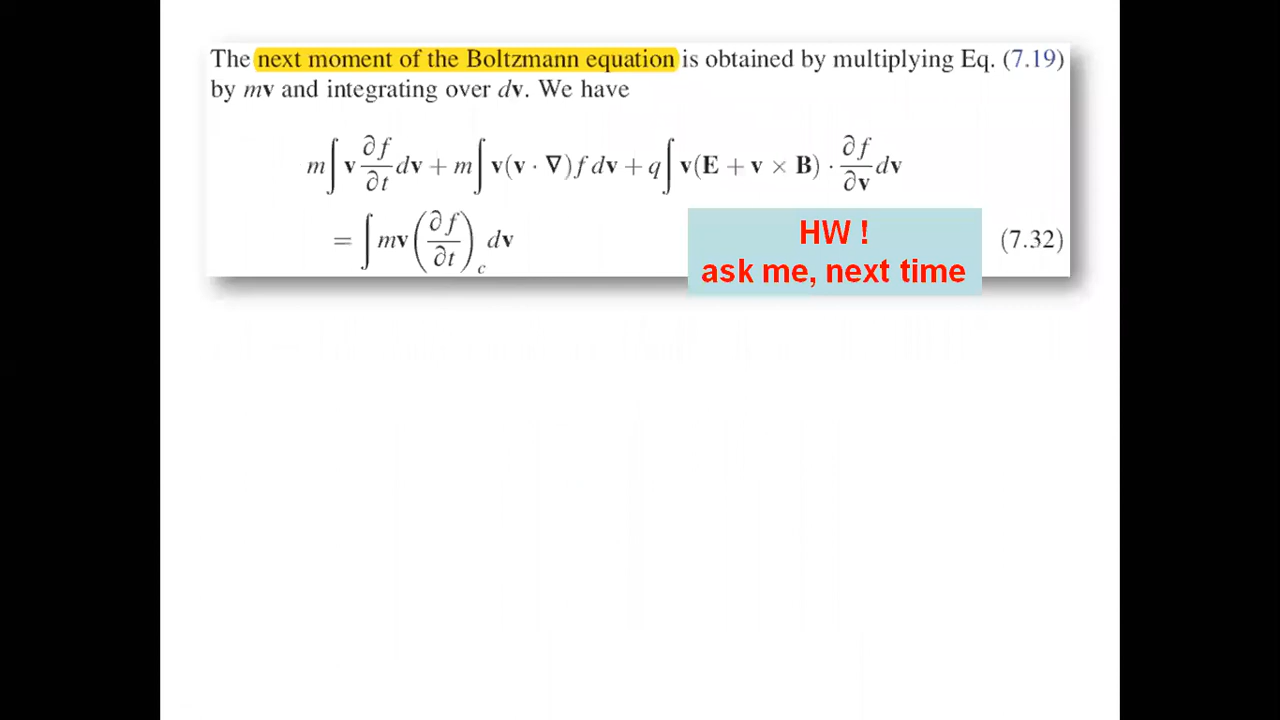 The next moment of the Boltzmann equation is obtained by multiplying Eq. (7.19)
by mv and integrating over dv. We have
m∫ v ∂f/∂t dv + m∫ v(v · ∇) f dv + q∫ v(E + v × B) · ∂f/∂v dv
= ∫ mv (∂f/∂t)c dv (7.32)
HW !
ask me, next time